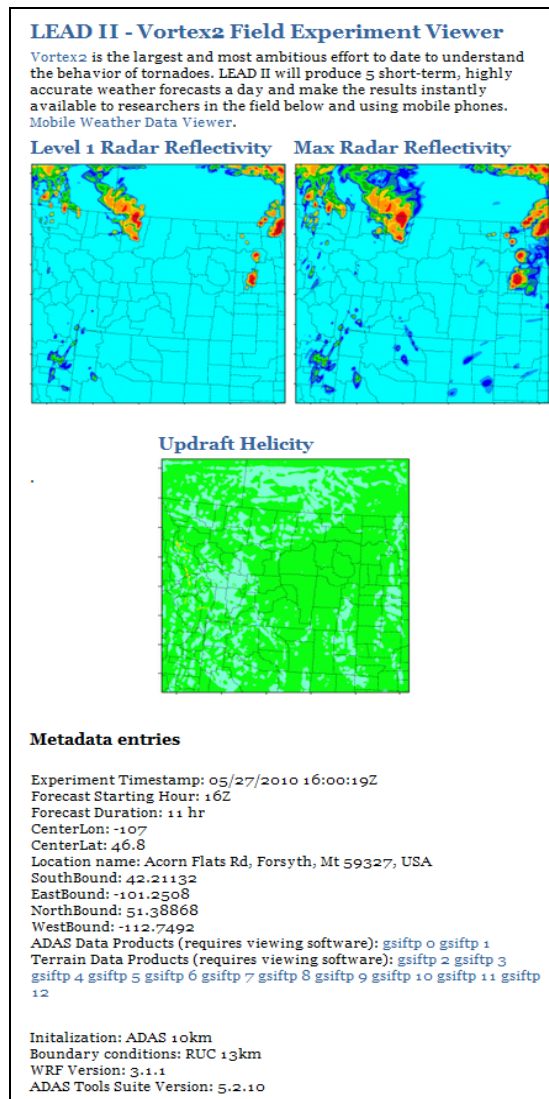 LEAD II - Vortex2 Field Experiment Viewer
Vortex2 is the largest and most ambitious effort to date to understand
the behavior of tornadoes. LEAD II will produce 5 short-term, highly
accurate weather forecasts a day and make the results instantly
available to researchers in the field below and using mobile phones.
Mobile Weather Data Viewer.
Level 1 Radar Reflectivity Max Radar Reflectivity
Updraft Helicity
.
Metadata entries
Experiment Timestamp: 05/27/2010 16:00:19Z
Forecast Starting Hour: 16Z
Forecast Duration: 11 hr
CenterLon: -107
CenterLat: 46.8
Location name: Acorn Flats Rd, Forsyth, Mt 59327, USA
SouthBound: 42.21132
EastBound: -101.2508
NorthBound: 51.38868
WestBound: -112.7492
ADAS Data Products (requires viewing software): gsiftp 0 gsiftp 1
Terrain Data Products (requires viewing software): gsiftp 2 gsiftp 3
gsiftp 4 gsiftp 5 gsiftp 6 gsiftp 7 gsiftp 8 gsiftp 9 gsiftp 10 gsiftp 11 gsiftp
12
Initalization: ADAS 10km
Boundary conditions: RUC 13km
WRF Version: 3.1.1
ADAS Tools Suite Version: 5.2.10